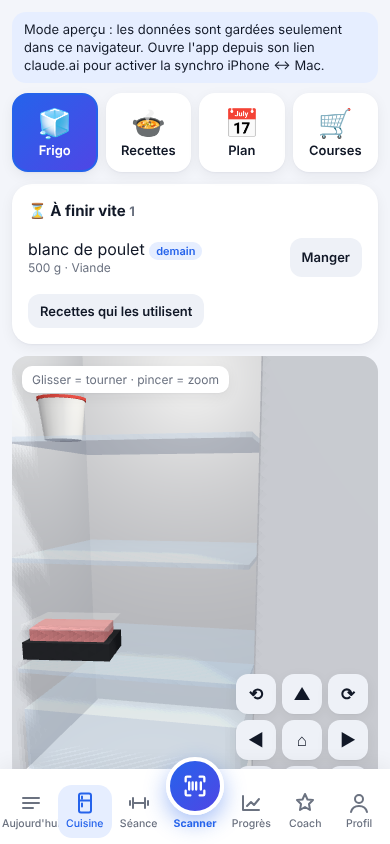 Mode aperçu : les données sont gardées seulement
dans ce navigateur. Ouvre l'app depuis son lien
claude.ai pour activer la synchro iPhone ↔ Mac.
Frigo
Recettes
July
17
Plan
Courses
⏳ À finir vite 1
blanc de poulet demain
500 g · Viande
Manger
Recettes qui les utilisent
Glisser = tourner · pincer = zoom
⟲ ▲ ⟳
◀ ⌂ ▶
Aujourd'hu
Cuisine
Séance
Scanner
Progrès
Coach
Profil